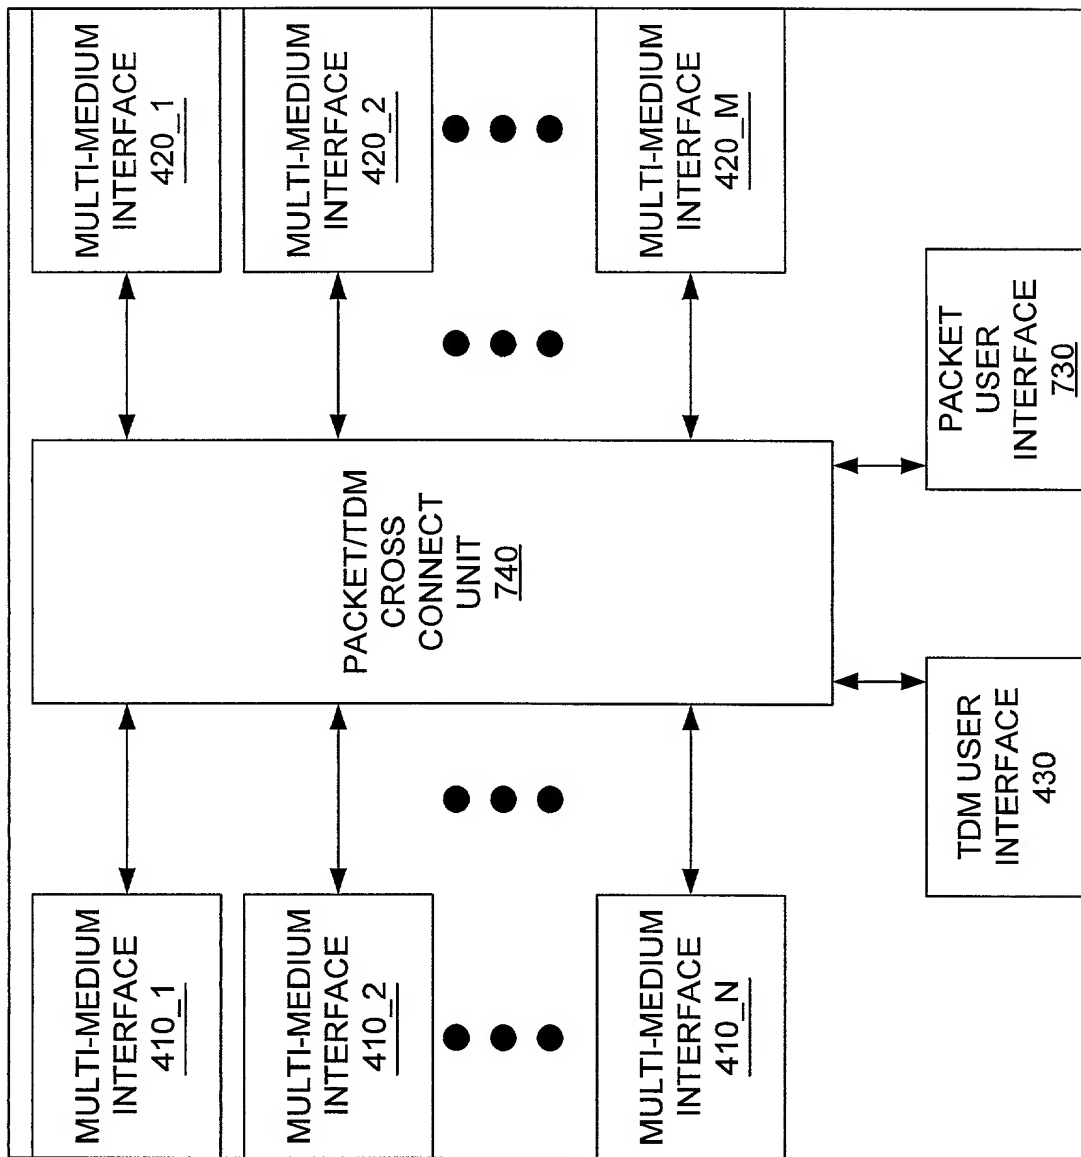 MULTI-MEDIUM
INTERFACE
410_1
MULTI-MEDIUM
INTERFACE
410_2
MULTI-MEDIUM
INTERFACE
410_N
PACKET/TDM
CROSS
CONNECT
UNIT
740
MULTI-MEDIUM
INTERFACE
420_1
MULTI-MEDIUM
INTERFACE
420_2
MULTI-MEDIUM
INTERFACE
420_M
TDM USER
INTERFACE
430
PACKET
USER
INTERFACE
730